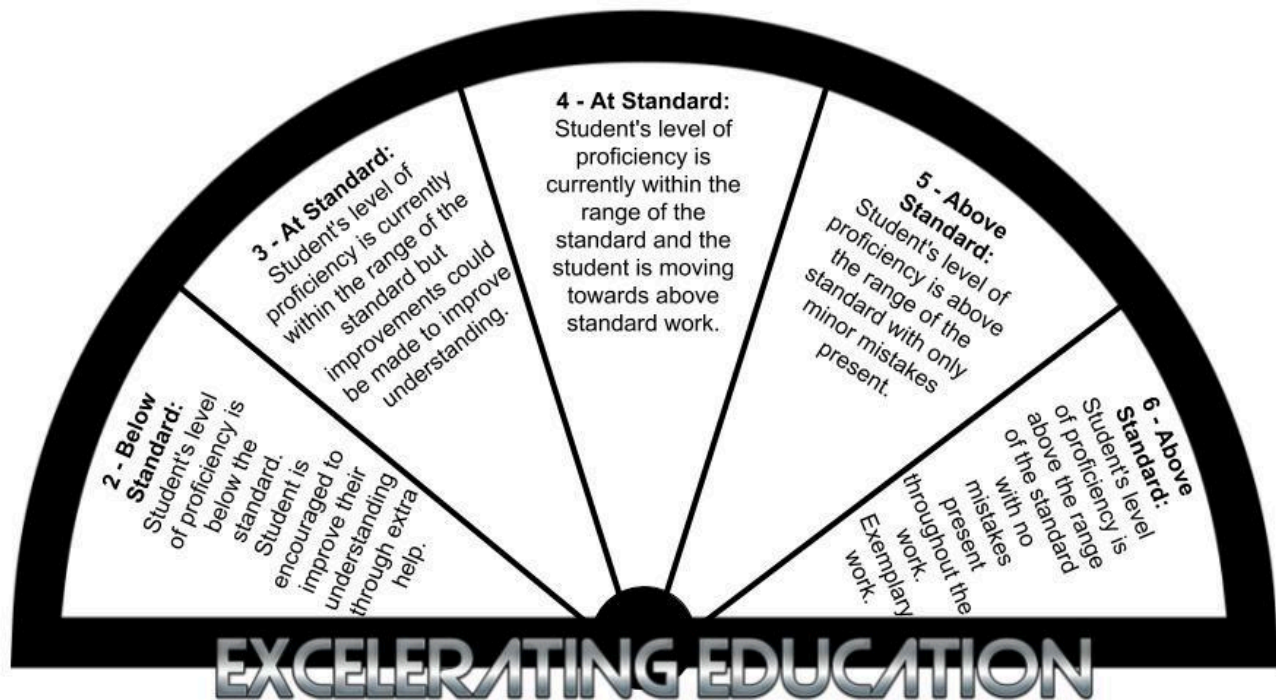 2 - Below
Standard:
Student's level
of proficiency is
below the
standard.
Student is
encouraged to
improve their
understanding
through extra
help.
3 - At Standard:
Student's level of
proficiency is currently
within the range of the
standard but
improvements could
be made to improve
understanding.
4 - At Standard:
Student's level of
proficiency is
currently within the
range of the
standard and the
student is moving
towards above
standard work.
5 - Above
Standard:
Student's level of
proficiency is above
the range of the
standard with only
minor mistakes
present.
6 - Above
Standard:
Student's level
of proficiency is
above the range
of the standard
with no
mistakes
present
throughout the
work.
Exemplary
work.
EXCELERATING EDUCATION